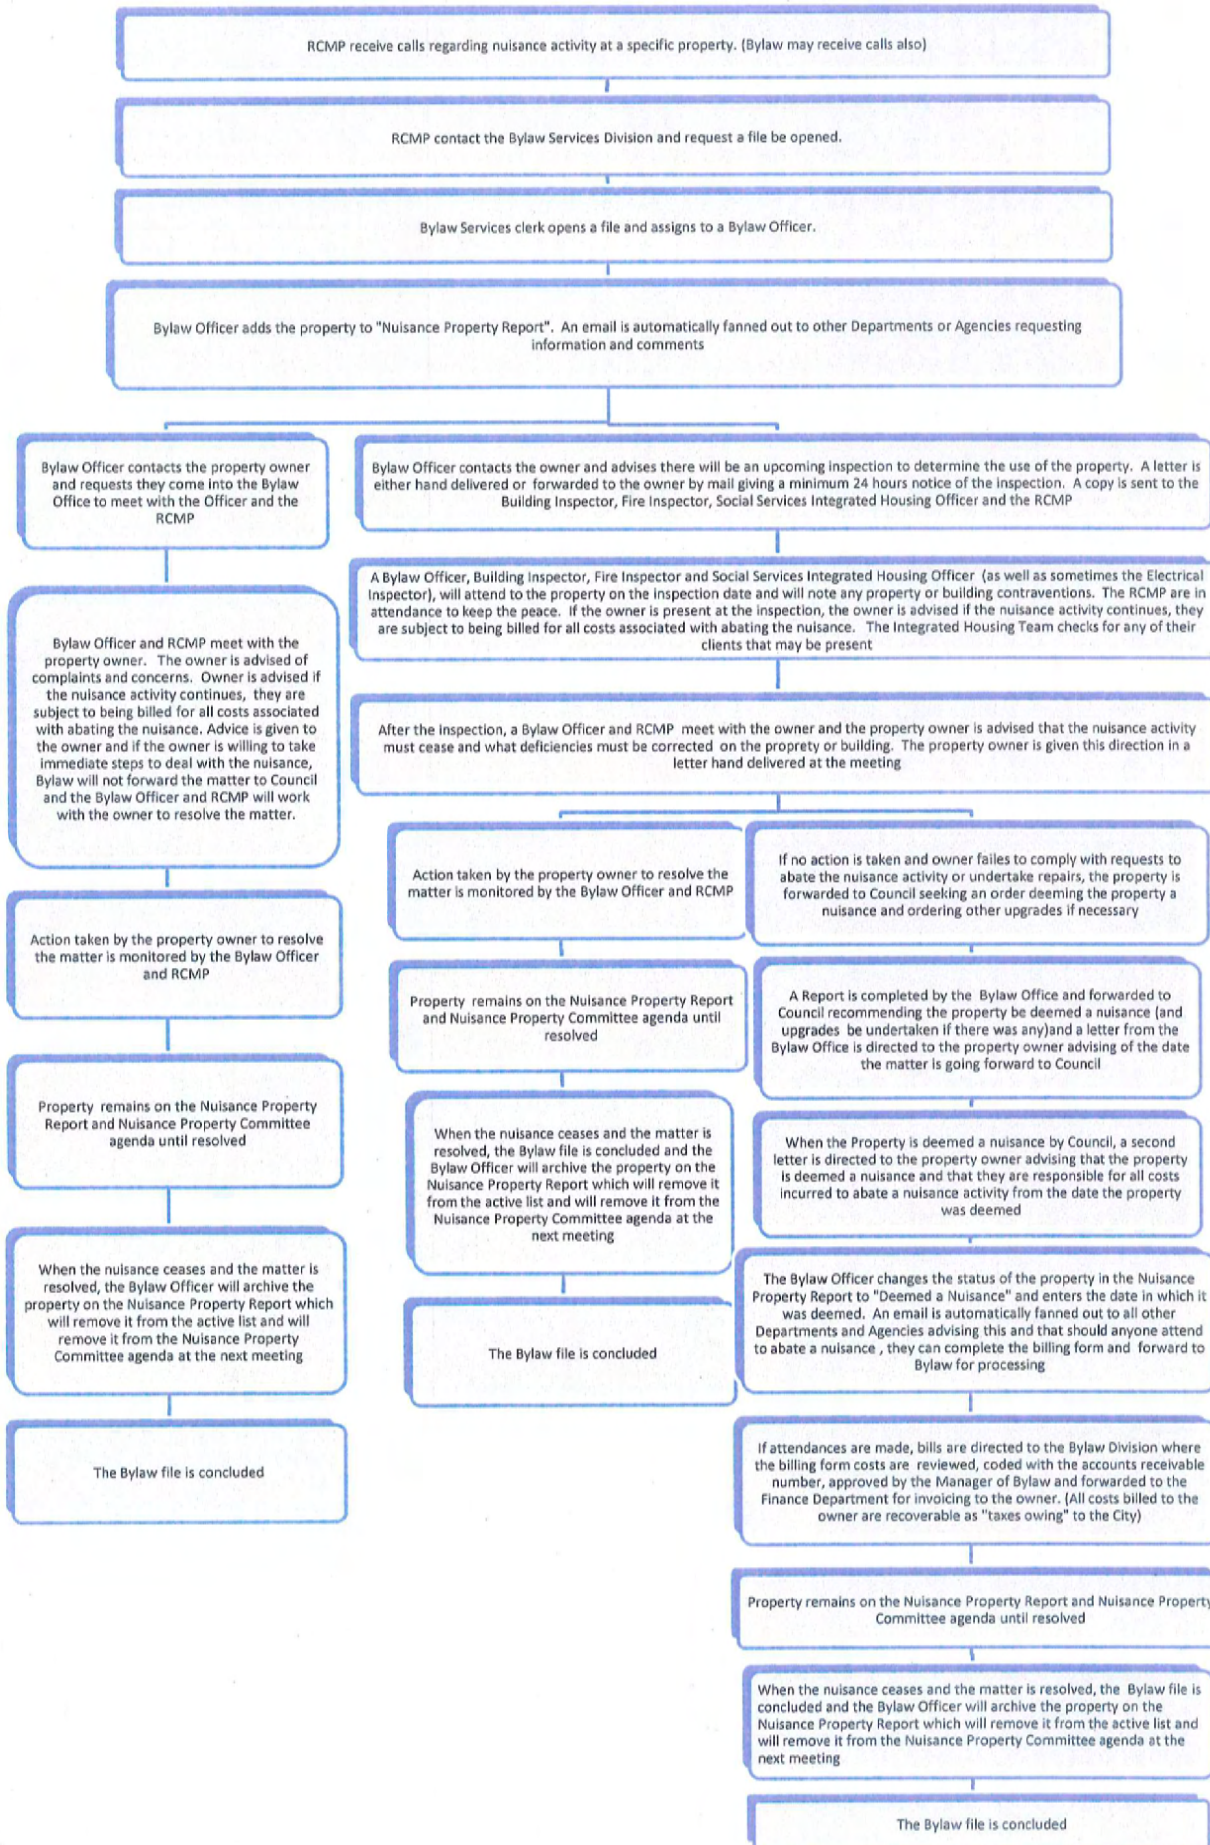 RCMP receive calls regarding nuisance activity at a specific property. (Bylaw may receive calls also)
RCMP contact the Bylaw Services Division and request a file be opened.
Bylaw Services clerk opens a file and assigns to a Bylaw Officer.
Bylaw Officer adds the property to "Nuisance Property Report". An email is automatically fanned out to other Departments or Agencies requesting
information and comments
Bylaw Officer contacts the property owner
and requests they come into the Bylaw
Office to meet with the Officer and the
RCMP
Bylaw Officer and RCMP meet with the
property owner. The owner is advised of
complaints and concerns. Owner is advised if
the nuisance activity continues, they are
subject to being billed for all costs associated
with abating the nuisance. Advice is given to
the owner and if the owner is willing to take
immediate steps to deal with the nuisance,
Bylaw will not forward the matter to Council
and the Bylaw Officer and RCMP will work
with the owner to resolve the matter.
Action taken by the property owner to resolve
the matter is monitored by the Bylaw Officer
and RCMP
Property remains on the Nuisance Property
Report and Nuisance Property Committee
agenda until resolved
When the nuisance ceases and the matter is
resolved, the Bylaw Officer will archive the
property on the Nuisance Property Report which
will remove it from the active list and will
remove it from the Nuisance Property
Committee agenda at the next meeting
The Bylaw file is concluded
Bylaw Officer contacts the owner and advises there will be an upcoming inspection to determine the use of the property. A letter is
either hand delivered or forwarded to the owner by mail giving a minimum 24 hours notice of the inspection. A copy is sent to the
Building Inspector, Fire Inspector, Social Services Integrated Housing Officer and the RCMP
A Bylaw Officer, Building Inspector, Fire Inspector and Social Services Integrated Housing Officer (as well as sometimes the Electrical
Inspector), will attend to the property on the inspection date and will note any property or building contraventions. The RCMP are in
attendance to keep the peace. If the owner is present at the inspection, the owner is advised if the nuisance activity continues, they
are subject to being billed for all costs associated with abating the nuisance. The Integrated Housing Team checks for any of their
clients that may be present
After the Inspection, a Bylaw Officer and RCMP meet with the owner and the property owner is advised that the nuisance activity
must cease and what deficiencies must be corrected on the proprety or building. The property owner is given this direction in a
letter hand delivered at the meeting
Action taken by the property owner to resolve the
matter is monitored by the Bylaw Officer and RCMP
Property remains on the Nuisance Property Report
and Nuisance Property Committee agenda until
resolved
When the nuisance ceases and the matter is
resolved, the Bylaw file is concluded and the
Bylaw Officer will archive the property on the
Nuisance Property Report which will remove it
from the active list and will remove it from the
Nuisance Property Committee agenda at the
next meeting
The Bylaw file is concluded
If no action is taken and owner failes to comply with requests to
abate the nuisance activity or undertake repairs, the property is
forwarded to Council seeking an order deeming the property a
nuisance and ordering other upgrades if necessary
A Report is completed by the Bylaw Office and forwarded to
Council recommending the property be deemed a nuisance (and
upgrades be undertaken if there was any)and a letter from the
Bylaw Office is directed to the property owner advising of the date
the matter is going forward to Council
When the Property is deemed a nuisance by Council, a second
letter is directed to the property owner advising that the property
is deemed a nuisance and that they are responsible for all costs
incurred to abate a nuisance activity from the date the property
was deemed
The Bylaw Officer changes the status of the property in the Nuisance
Property Report to "Deemed a Nuisance" and enters the date in which it
was deemed. An email is automatically fanned out to all other
Departments and Agencies advising this and that should anyone attend
to abate a nuisance , they can complete the billing form and forward to
Bylaw for processing
If attendances are made, bills are directed to the Bylaw Division where
the billing form costs are reviewed, coded with the accounts receivable
number, approved by the Manager of Bylaw and forwarded to the
Finance Department for invoicing to the owner. (All costs billed to the
owner are recoverable as "taxes owing" to the City)
Property remains on the Nuisance Property Report and Nuisance Property
Committee agenda until resolved
When the nuisance ceases and the matter is resolved, the Bylaw file is
concluded and the Bylaw Officer will archive the property on the
Nuisance Property Report which will remove it from the active list and
will remove it from the Nuisance Property Committee agenda at the
next meeting
The Bylaw file is concluded